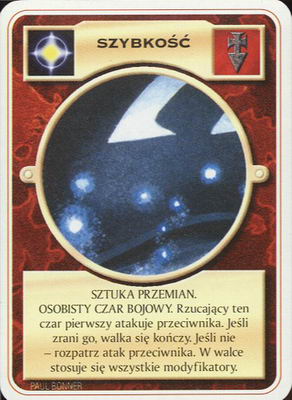 SZYBKOŚĆ
SZTUKA PRZEMIAN.
OSOBISTY CZAR BOJOWY. Rzucający ten
czar pierwszy atakuje przeciwnika. Jeśli
zrani go, walka się kończy. Jeśli nie
– rozpatrz atak przeciwnika. W walce
stosuje się wszystkie modyfikatory.
PAUL BONNER